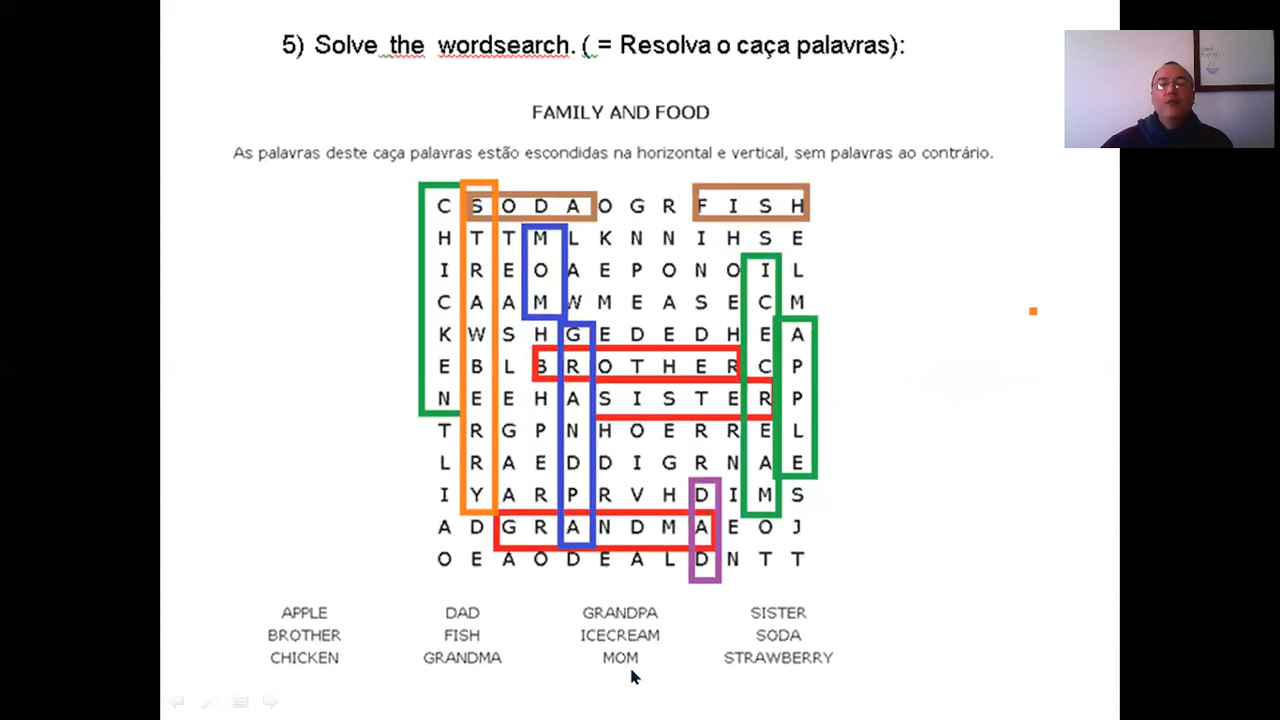 5) Solve the wordsearch. ( = Resolva o caça palavras):
FAMILY AND FOOD
As palavras deste caça palavras estão escondidas na horizontal e vertical, sem palavras ao contrário.
C S O D A O G R F I S H
H T T M L K N N I H S E
I R E O A E P O N O I L
C A A M W M E A S E C M
K W S H G E D E D H E A
E B L B R O T H E R C P
N E E H A S I S T E R P
T R G P N H O E R R E L
L R A E D D I G R N A E
I Y A R P R V H D I M S
A D G R A N D M A E O J
O E A O D E A L D N T T
APPLE DAD GRANDPA SISTER
BROTHER FISH ICECREAM SODA
CHICKEN GRANDMA MOM STRAWBERRY